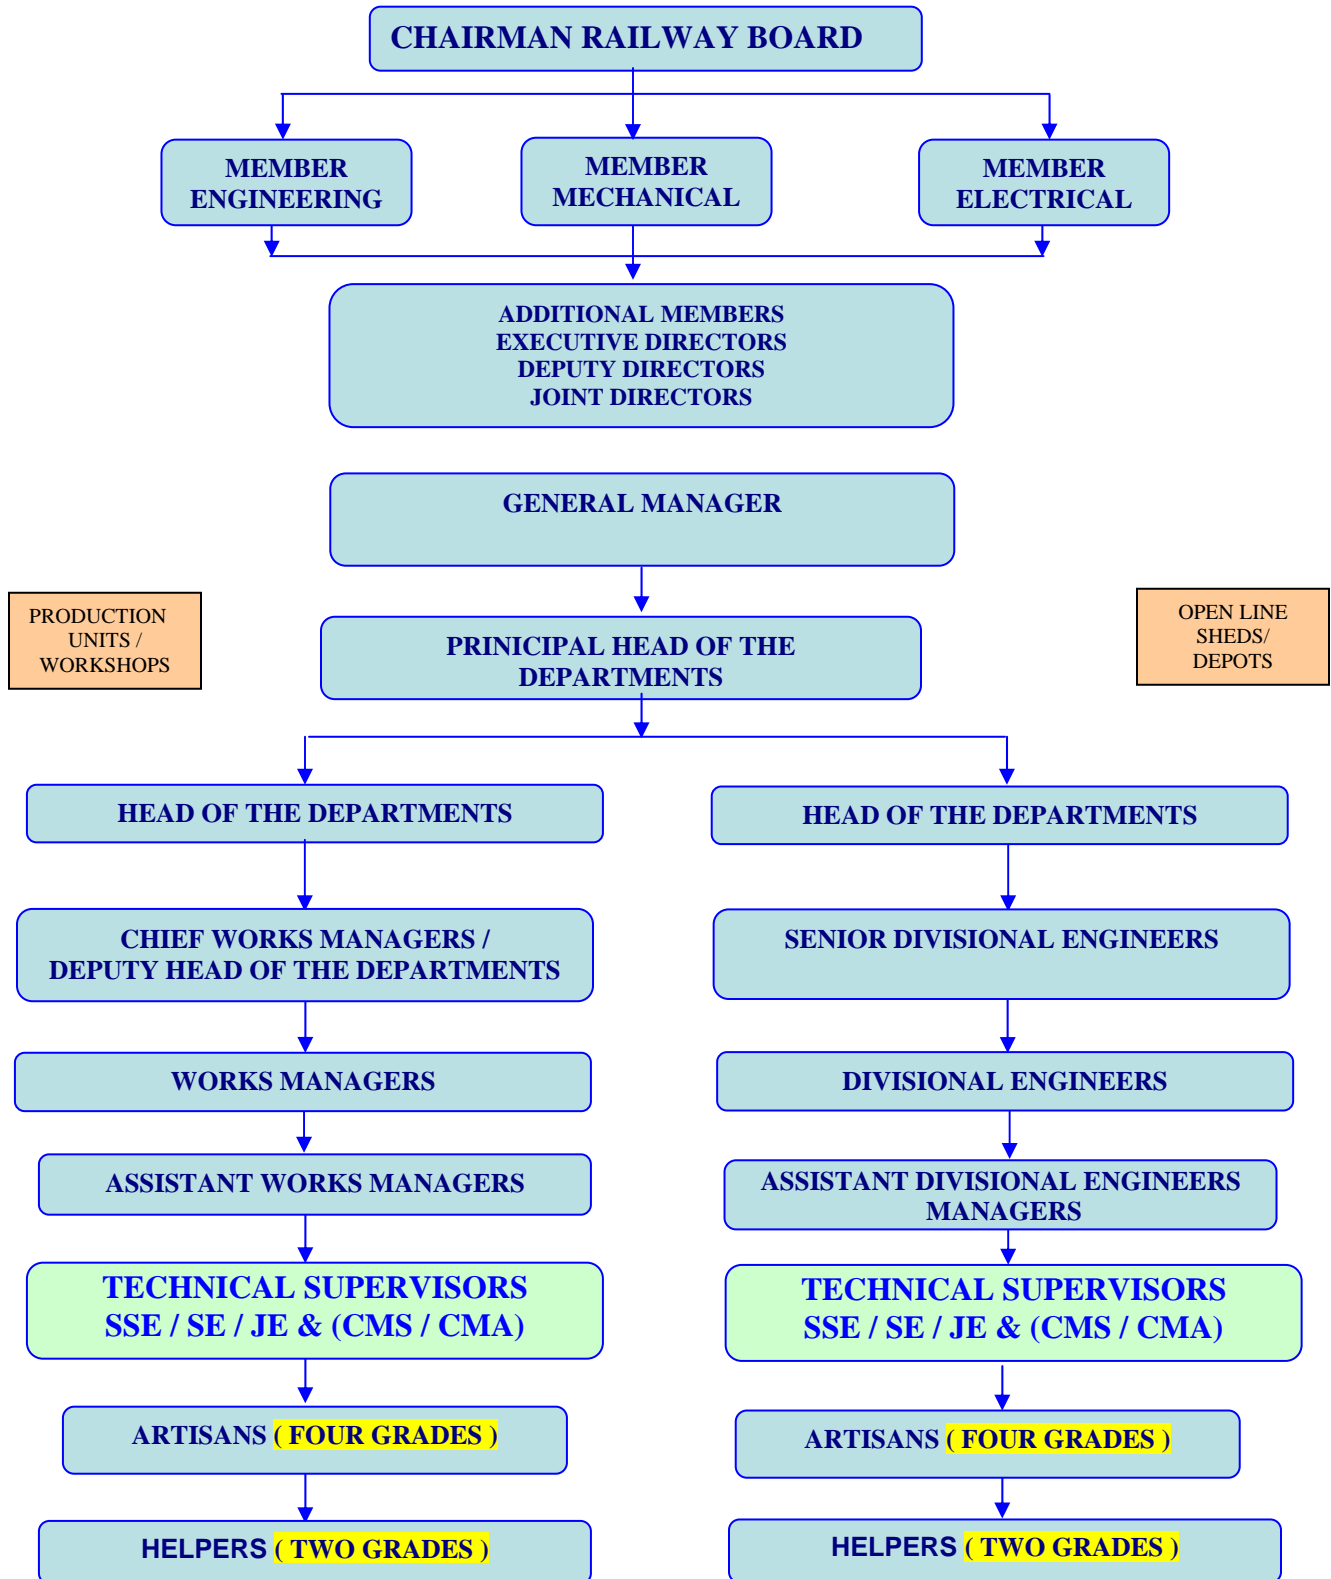 CHAIRMAN RAILWAY BOARD
MEMBER
ENGINEERING
MEMBER
MECHANICAL
MEMBER
ELECTRICAL
ADDITIONAL MEMBERS
EXECUTIVE DIRECTORS
DEPUTY DIRECTORS
JOINT DIRECTORS
GENERAL MANAGER
PRODUCTION
UNITS /
WORKSHOPS
PRINICIPAL HEAD OF THE
DEPARTMENTS
OPEN LINE
SHEDS/
DEPOTS
HEAD OF THE DEPARTMENTS
HEAD OF THE DEPARTMENTS
CHIEF WORKS MANAGERS /
DEPUTY HEAD OF THE DEPARTMENTS
SENIOR DIVISIONAL ENGINEERS
WORKS MANAGERS
DIVISIONAL ENGINEERS
ASSISTANT WORKS MANAGERS
ASSISTANT DIVISIONAL ENGINEERS
MANAGERS
TECHNICAL SUPERVISORS
SSE / SE / JE & (CMS / CMA)
TECHNICAL SUPERVISORS
SSE / SE / JE & (CMS / CMA)
ARTISANS ( FOUR GRADES )
ARTISANS ( FOUR GRADES )
HELPERS ( TWO GRADES )
HELPERS ( TWO GRADES )